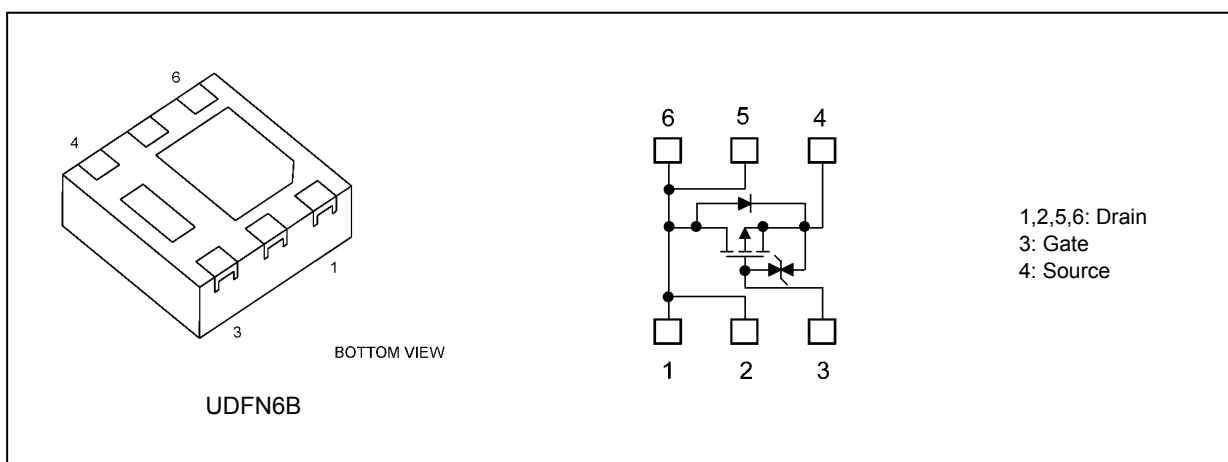 6
4
1
3
BOTTOM VIEW
UDFN6B
6 5 4
1 2 3
1,2,5,6: Drain
3: Gate
4: Source